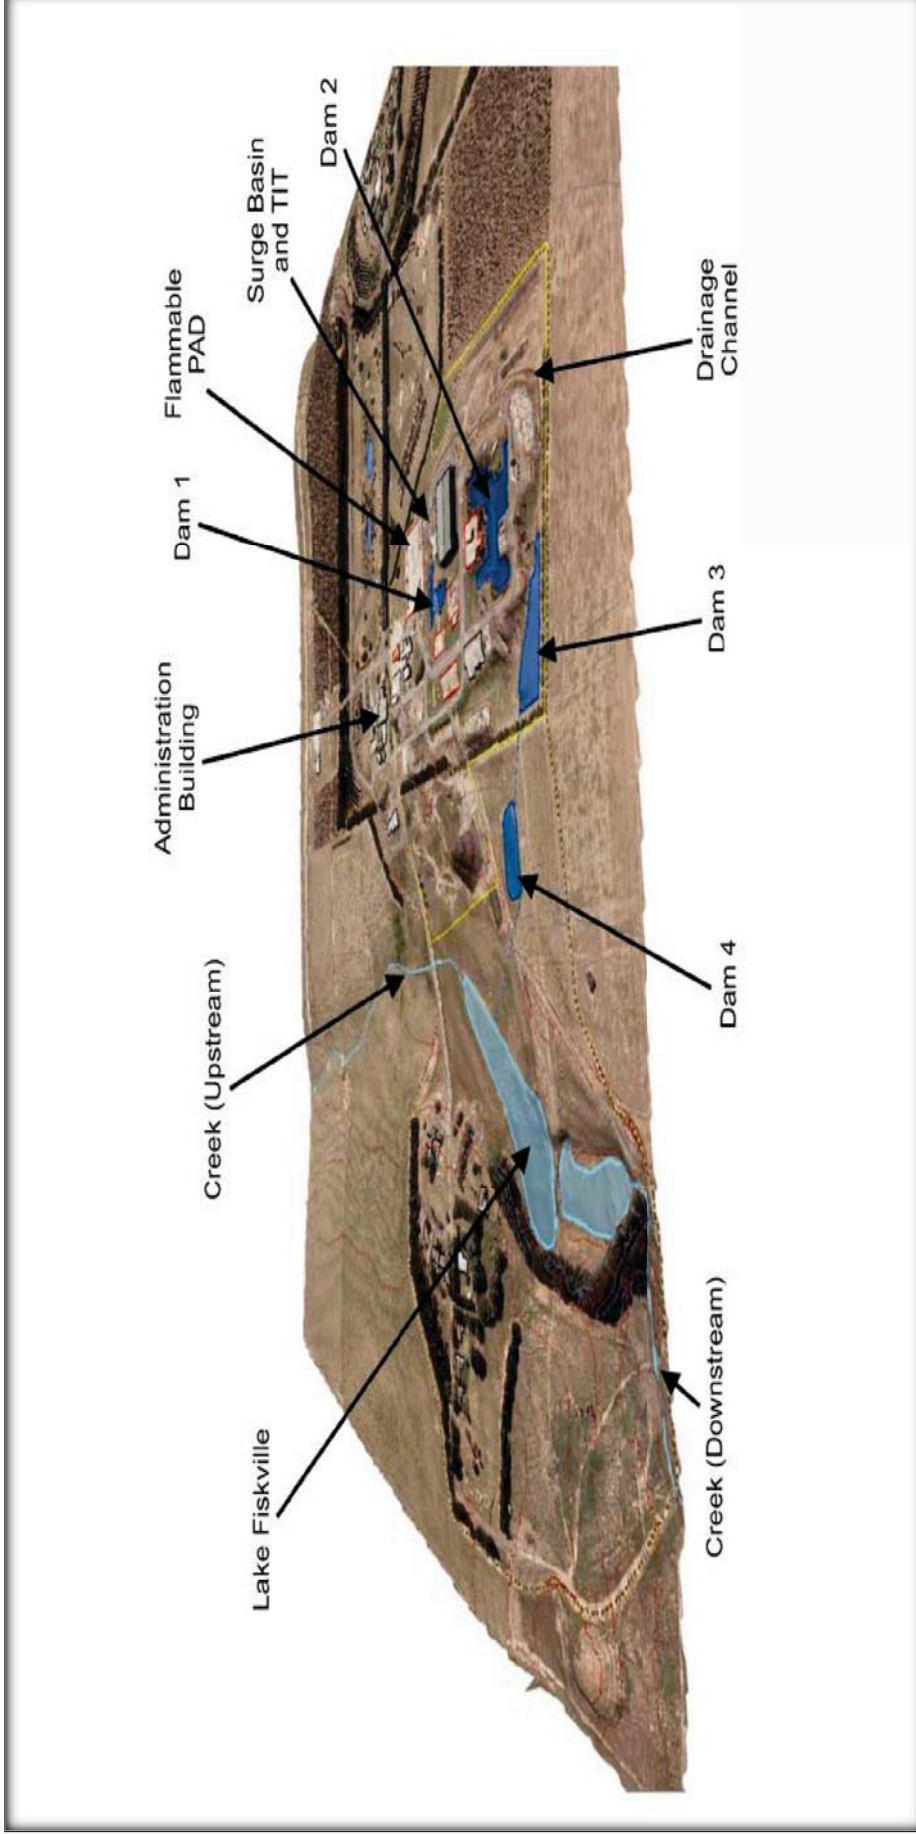 Lake Fiskville
Creek (Upstream)
Administration
Building
Dam 1
Flammable
PAD
Surge Basin
and TIT
Dam 2
Creek (Downstream)
Dam 4
Dam 3
Drainage
Channel